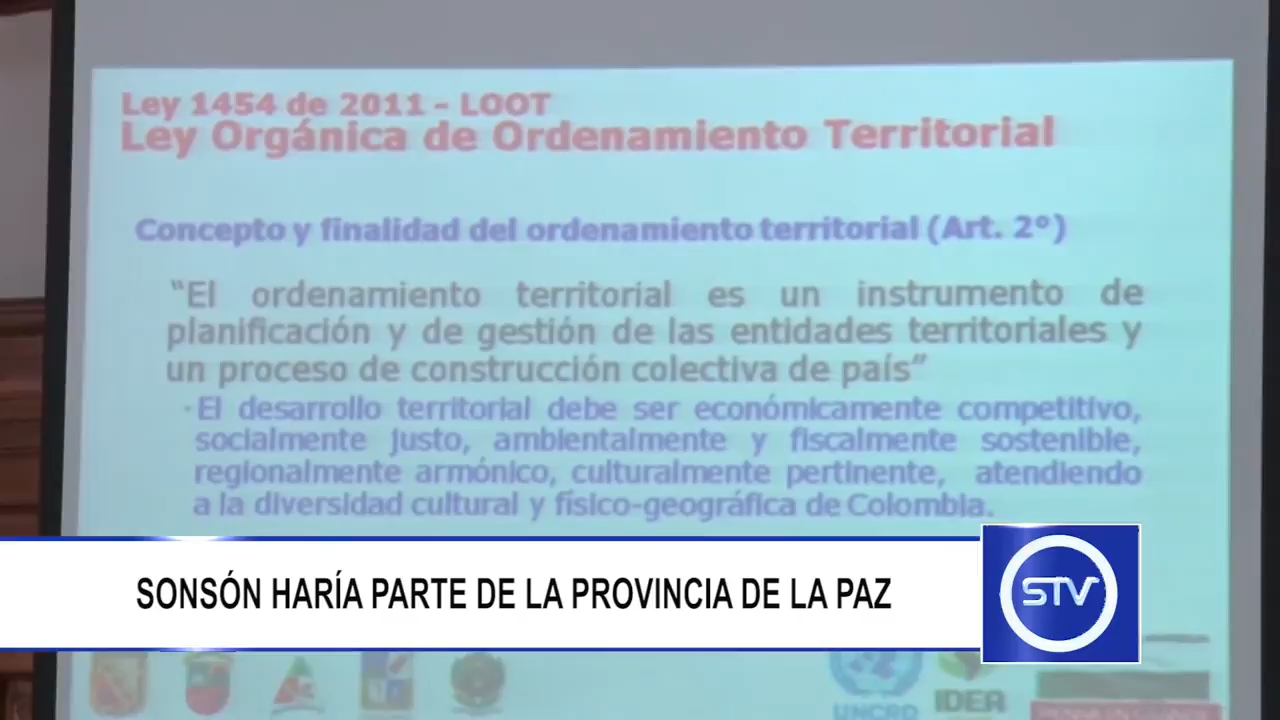 Ley 1454 de 2011 - LOOT
Ley Orgánica de Ordenamiento Territorial
Concepto y finalidad del ordenamiento territorial (Art. 2º)
“El ordenamiento territorial es un instrumento de
planificación y de gestión de las entidades territoriales y
un proceso de construcción colectiva de país”
·El desarrollo territorial debe ser económicamente competitivo,
socialmente justo, ambientalmente y fiscalmente sostenible,
regionalmente armónico, culturalmente pertinente, atendiendo
a la diversidad cultural y físico-geográfica de Colombia.
SONSÓN HARÍA PARTE DE LA PROVINCIA DE LA PAZ
STV
UNCRD
IDEA